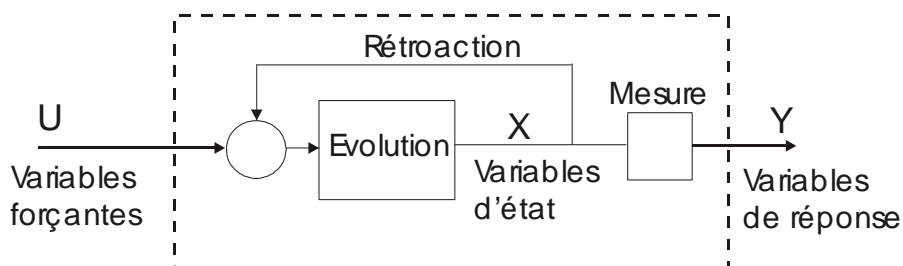 Rétroaction
U
Variables
forçantes
Evolution
X
Variables
d'état
Mesure
Y
Variables
de réponse